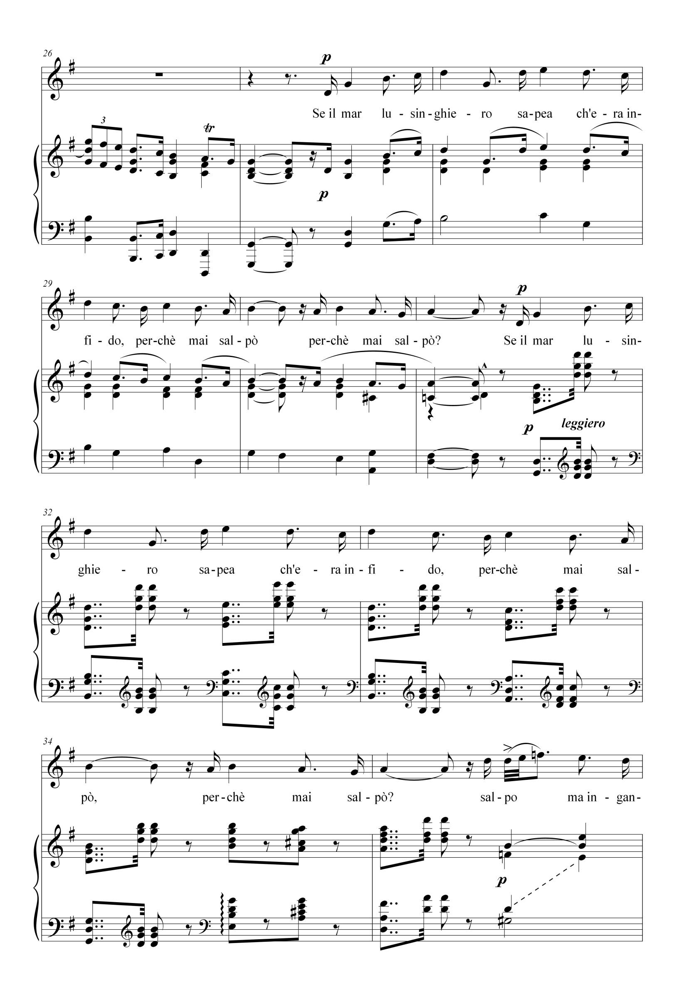 26
p
Se il mar lu - sin - ghie - ro sa - pea ch'e - ra in-
3
tr
p
29
p
fi - do, per - chè mai sal - pò per - chè mai sal - pò? Se il mar lu - sin-
p leggiero
32
ghie - ro sa - pea ch'e - ra in - fi - do, per - chè mai sal -
34
pò, per - chè mai sal - pò? sal - po ma in - gan-
p